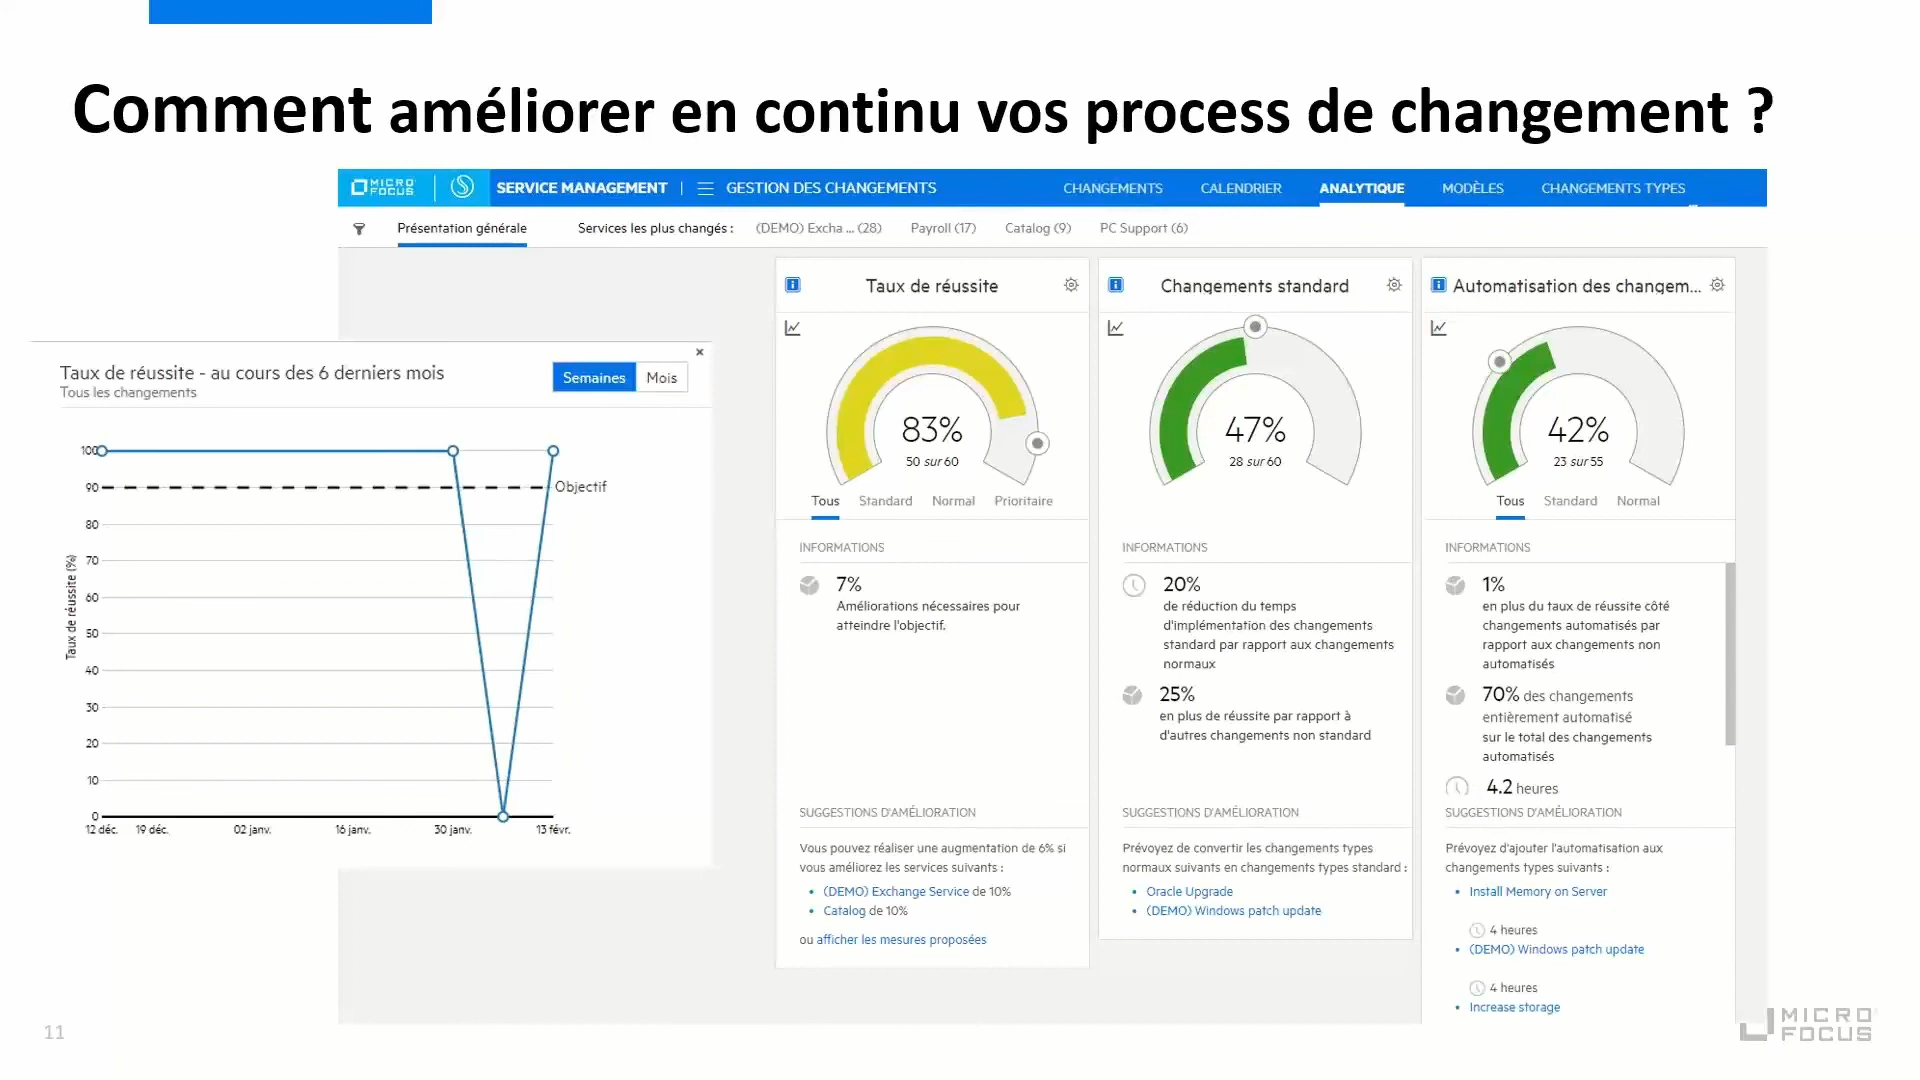 Comment améliorer en continu vos process de changement ?
MICRO FOCUS
SERVICE MANAGEMENT
GESTION DES CHANGEMENTS
CHANGEMENTS
CALENDRIER
ANALYTIQUE
MODÈLES
CHANGEMENTS TYPES
Présentation générale
Services les plus changés :
(DEMO) Excha ... (28)
Payroll (17)
Catalog (9)
PC Support (6)
Taux de réussite - au cours des 6 derniers mois
Tous les changements
Semaines
Mois
Taux de réussite (%)
100
90
80
70
60
50
40
30
20
10
0
Objectif
12 déc.
19 déc.
02 janv.
16 janv.
30 janv.
13 févr.
Taux de réussite
83%
50 sur 60
Tous
Standard
Normal
Prioritaire
INFORMATIONS
7%
Améliorations nécessaires pour
atteindre l'objectif.
SUGGESTIONS D'AMÉLIORATION
Vous pouvez réaliser une augmentation de 6% si
vous améliorez les services suivants :
• (DEMO) Exchange Service de 10%
• Catalog de 10%
ou afficher les mesures proposées
Changements standard
47%
28 sur 60
INFORMATIONS
20%
de réduction du temps
d'implémentation des changements
standard par rapport aux changements
normaux
25%
en plus de réussite par rapport à
d'autres changements non standard
SUGGESTIONS D'AMÉLIORATION
Prévoyez de convertir les changements types
normaux suivants en changements types standard :
• Oracle Upgrade
• (DEMO) Windows patch update
Automatisation des changem...
42%
23 sur 55
Tous
Standard
Normal
INFORMATIONS
1%
en plus du taux de réussite côté
changements automatisés par
rapport aux changements non
automatisés
70% des changements
entièrement automatisé
sur le total des changements
automatisés
4.2 heures
SUGGESTIONS D'AMÉLIORATION
Prévoyez d'ajouter l'automatisation aux
changements types suivants :
• Install Memory on Server
4 heures
• (DEMO) Windows patch update
4 heures
• Increase storage
11
MICRO
FOCUS